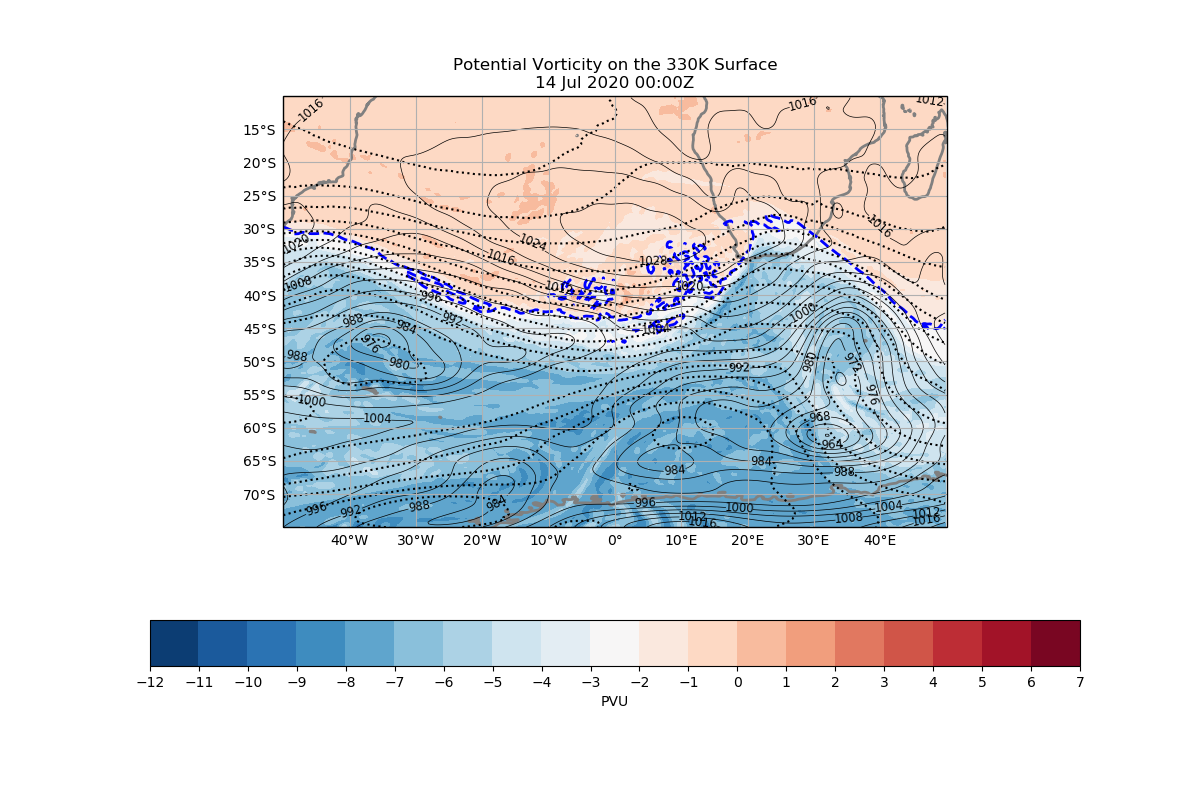 Potential Vorticity on the 330K Surface
14 Jul 2020 00:00Z
1016
1016
1012
15°S
20°S
25°S
30°S
1016
1020
1024
35°S
1016
1028
1008
1020
40°S
996
1000
45°S
988
984
992
1004
976
50°S
988
980
992
980
972
55°S
1000
976
1004
968
60°S
964
65°S
984
984
988
70°S
996
992
988
984
996
1000
1004
1012
1016
1008
1012
1016
40°W
30°W
20°W
10°W
0°
10°E
20°E
30°E
40°E
−12
−11
−10
−9
−8
−7
−6
−5
−4
−3
−2
−1
0
1
2
3
4
5
6
7
PVU